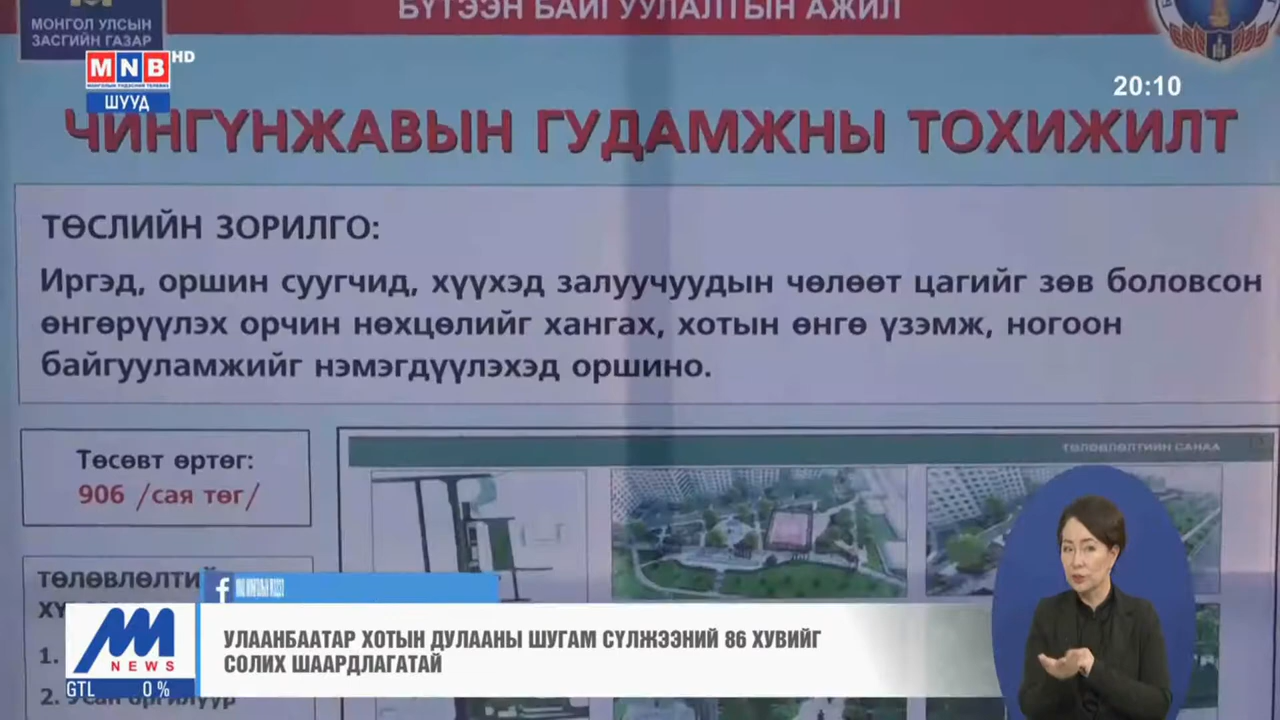 БҮТЭЭН БАЙГУУЛАЛТЫН АЖИЛ
МОНГОЛ УЛСЫН
ЗАСГИЙН ГАЗАР
MNB HD
МОНГОЛЫН ҮНДЭСНИЙ ТЕЛЕВИЗ
ШУУД
20:10
ЧИНГҮНЖАВЫН ГУДАМЖНЫ ТОХИЖИЛТ
ТӨСЛИЙН ЗОРИЛГО:
Иргэд, оршин суугчид, хүүхэд залуучуудын чөлөөт цагийг зөв боловсон
өнгөрүүлэх орчин нөхцөлийг хангах, хотын өнгө үзэмж, ногоон
байгууламжийг нэмэгдүүлэхэд оршино.
Төсөвт өртөг:
906 /сая төг/
ТӨЛӨВЛӨЛТИЙН САНАА
1.
2.
f
M NEWS
GTL 0 %
УЛААНБААТАР ХОТЫН ДУЛААНЫ ШУГАМ СҮЛЖЭЭНИЙ 86 ХУВИЙГ
СОЛИХ ШААРДЛАГАТАЙ